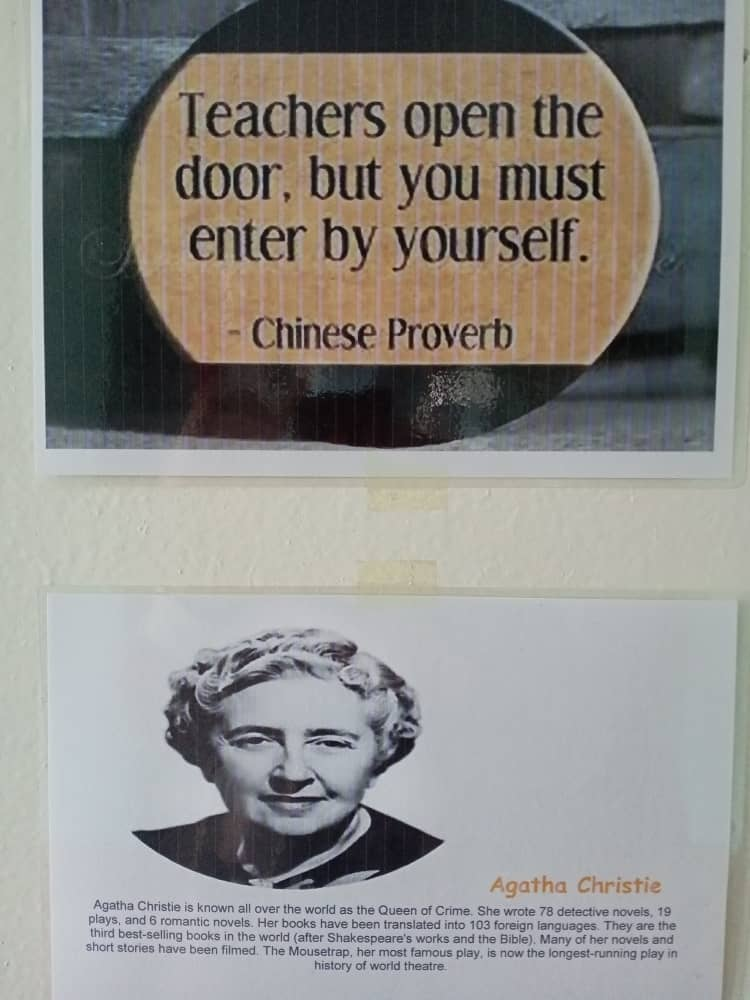 Teachers open the
door, but you must
enter by yourself.
- Chinese Proverb
Agatha Christie
Agatha Christie is known all over the world as the Queen of Crime. She wrote 78 detective novels, 19
plays, and 6 romantic novels. Her books have been translated into 103 foreign languages. They are the
third best-selling books in the world (after Shakespeare's works and the Bible). Many of her novels and
short stories have been filmed. The Mousetrap, her most famous play, is now the longest-running play in
history of world theatre.